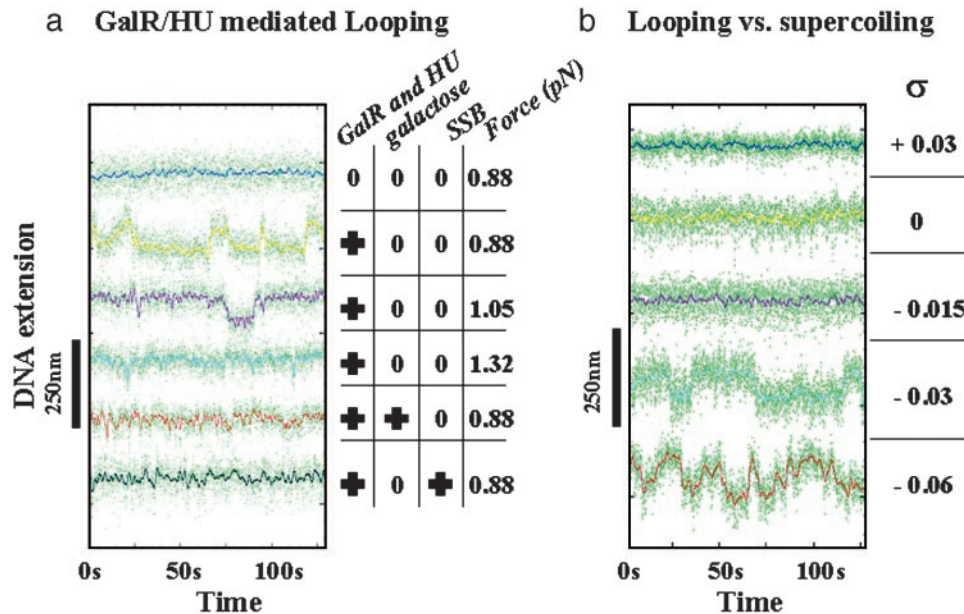 a GalR/HU mediated Looping
GalR and HU
galactose
SSB
Force (pN)
0 0 0 0.88
✚ 0 0 0.88
✚ 0 0 1.05
✚ 0 0 1.32
✚ ✚ 0 0.88
✚ 0 ✚ 0.88
DNA extension
250nm
0s 50s 100s
Time
b Looping vs. supercoiling
σ
+ 0.03
0
- 0.015
- 0.03
- 0.06
250nm
0s 50s 100s
Time